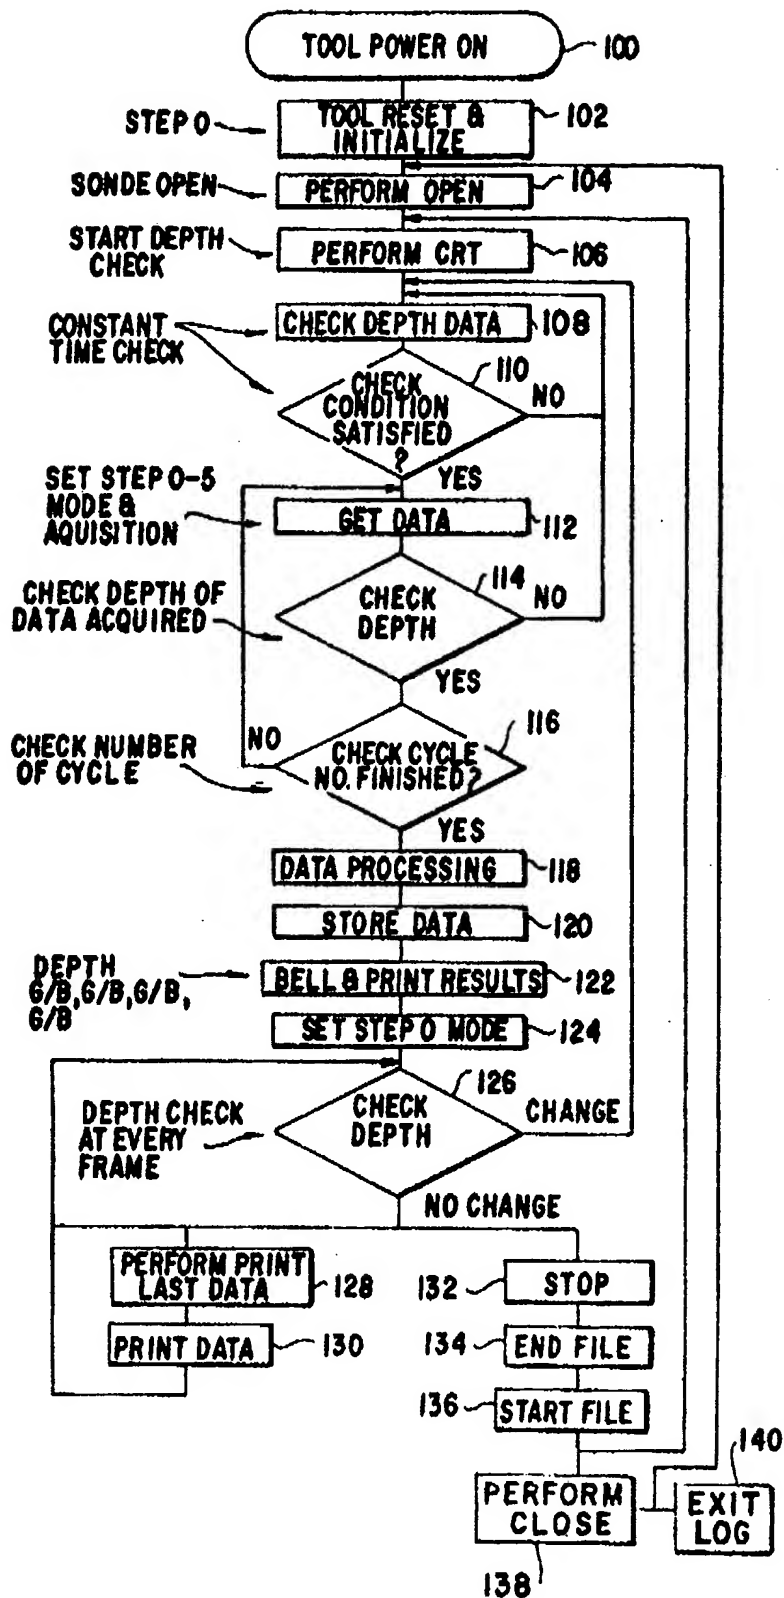 TOOL POWER ON
100
STEP 0
TOOL RESET &
INITIALIZE
102
SONDE OPEN
PERFORM OPEN
104
START DEPTH
CHECK
PERFORM CRT
106
CONSTANT
TIME CHECK
CHECK DEPTH DATA
108
CHECK
CONDITION
SATISFIED
?
110
NO
YES
SET STEP 0-5
MODE &
AQUISITION
GET DATA
112
CHECK DEPTH OF
DATA ACQUIRED
CHECK
DEPTH
114
NO
YES
CHECK NUMBER
OF CYCLE
NO
CHECK CYCLE
NO. FINISHED?
116
YES
DATA PROCESSING
118
STORE DATA
120
DEPTH
G/B, G/B, G/B,
G/B
BELL & PRINT RESULTS
122
SET STEP 0 MODE
124
DEPTH CHECK
AT EVERY
FRAME
CHECK
DEPTH
126
CHANGE
NO CHANGE
PERFORM PRINT
LAST DATA
128
PRINT DATA
130
132
STOP
134
END FILE
136
START FILE
PERFORM
CLOSE
138
140
EXIT
LOG